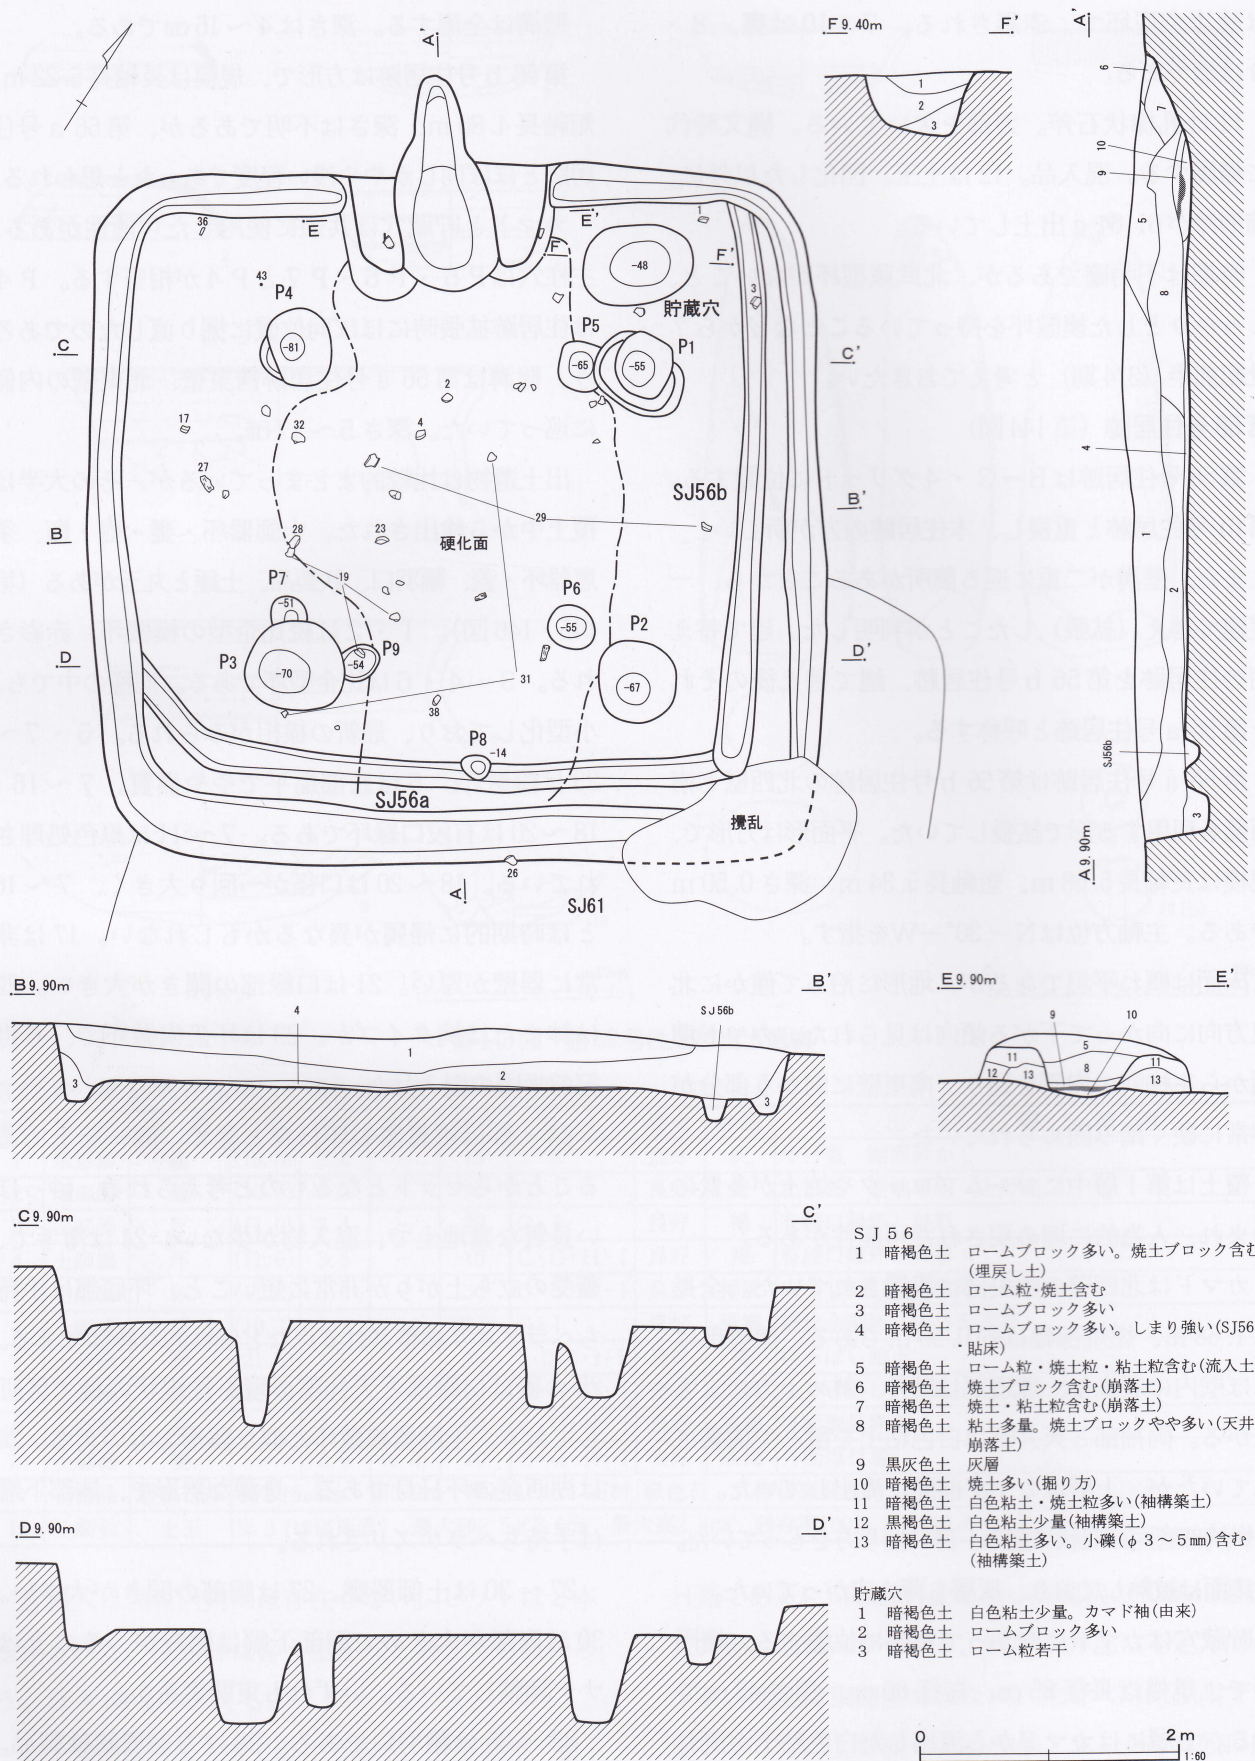 A'
F 9.40m
F'
1
2
3
A'
6
7
10
9
5
8
4
1
2
SJ56b
3
A 9.90m
36
E
E'
1
F
-48
F'
43
P4
貯蔵穴
3
C
-81
P5
-65
P1
-55
C'
2
17
32
4
27
SJ56b
B
28
23
29
B'
硬化面
P7
19
-51
P6
-55
P2
D
P3
-54
P9
D'
-70
31
-67
38
P8
-14
SJ56a
攪乱
A
26
SJ61
B 9.90m
4
SJ56b
B'
1
2
3
3
E 9.90m
E'
9
10
5
11
8
11
12
13
13
C 9.90m
C'
D 9.90m
D'
SJ56
1 暗褐色土 ロームブロック多い。焼土ブロック含む
(埋戻し土)
2 暗褐色土 ローム粒・焼土含む
3 暗褐色土 ロームブロック多い
4 暗褐色土 ロームブロック多い。しまり強い(SJ56
・貼床)
5 暗褐色土 ローム粒・焼土粒・粘土粒含む(流入土
6 暗褐色土 焼土ブロック含む(崩落土)
7 暗褐色土 焼土・粘土粒含む(崩落土)
8 暗褐色土 粘土多量。焼土ブロックやや多い(天井
崩落土)
9 黒灰色土 灰層
10 暗褐色土 焼土多い(掘り方)
11 暗褐色土 白色粘土・焼土粒多い(袖構築土)
12 黒褐色土 白色粘土少量(袖構築土)
13 暗褐色土 白色粘土多い。小礫(φ3～5㎜)含む
(袖構築土)
貯蔵穴
1 暗褐色土 白色粘土少量。カマド袖(由来)
2 暗褐色土 ロームブロック多い
3 暗褐色土 ローム粒若干
0 2m
1:60